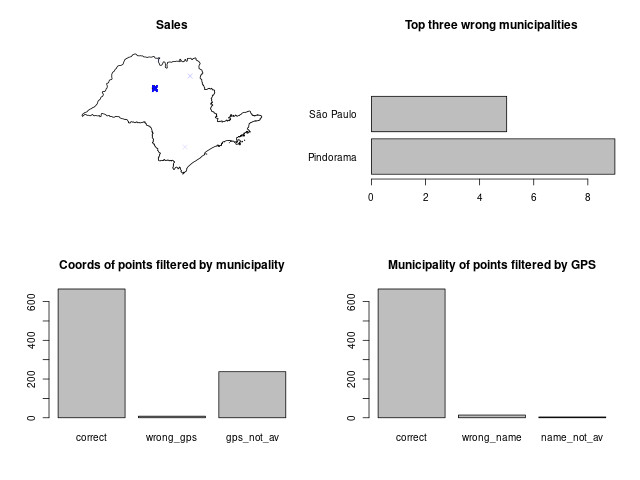 Sales
Top three wrong municipalities
São Paulo
Pindorama
0 2 4 6 8
Coords of points filtered by municipality
600
400
200
0
correct wrong_gps gps_not_av
Municipality of points filtered by GPS
600
400
200
0
correct wrong_name name_not_av